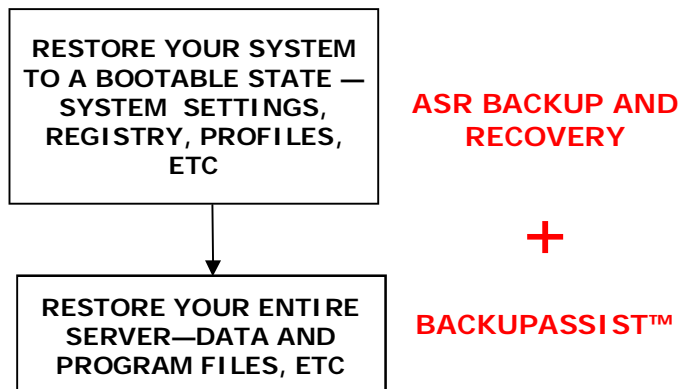 RESTORE YOUR SYSTEM
TO A BOOTABLE STATE —
SYSTEM SETTINGS,
REGISTRY, PROFILES,
ETC
ASR BACKUP AND
RECOVERY
+
RESTORE YOUR ENTIRE
SERVER—DATA AND
PROGRAM FILES, ETC
BACKUPASSIST™